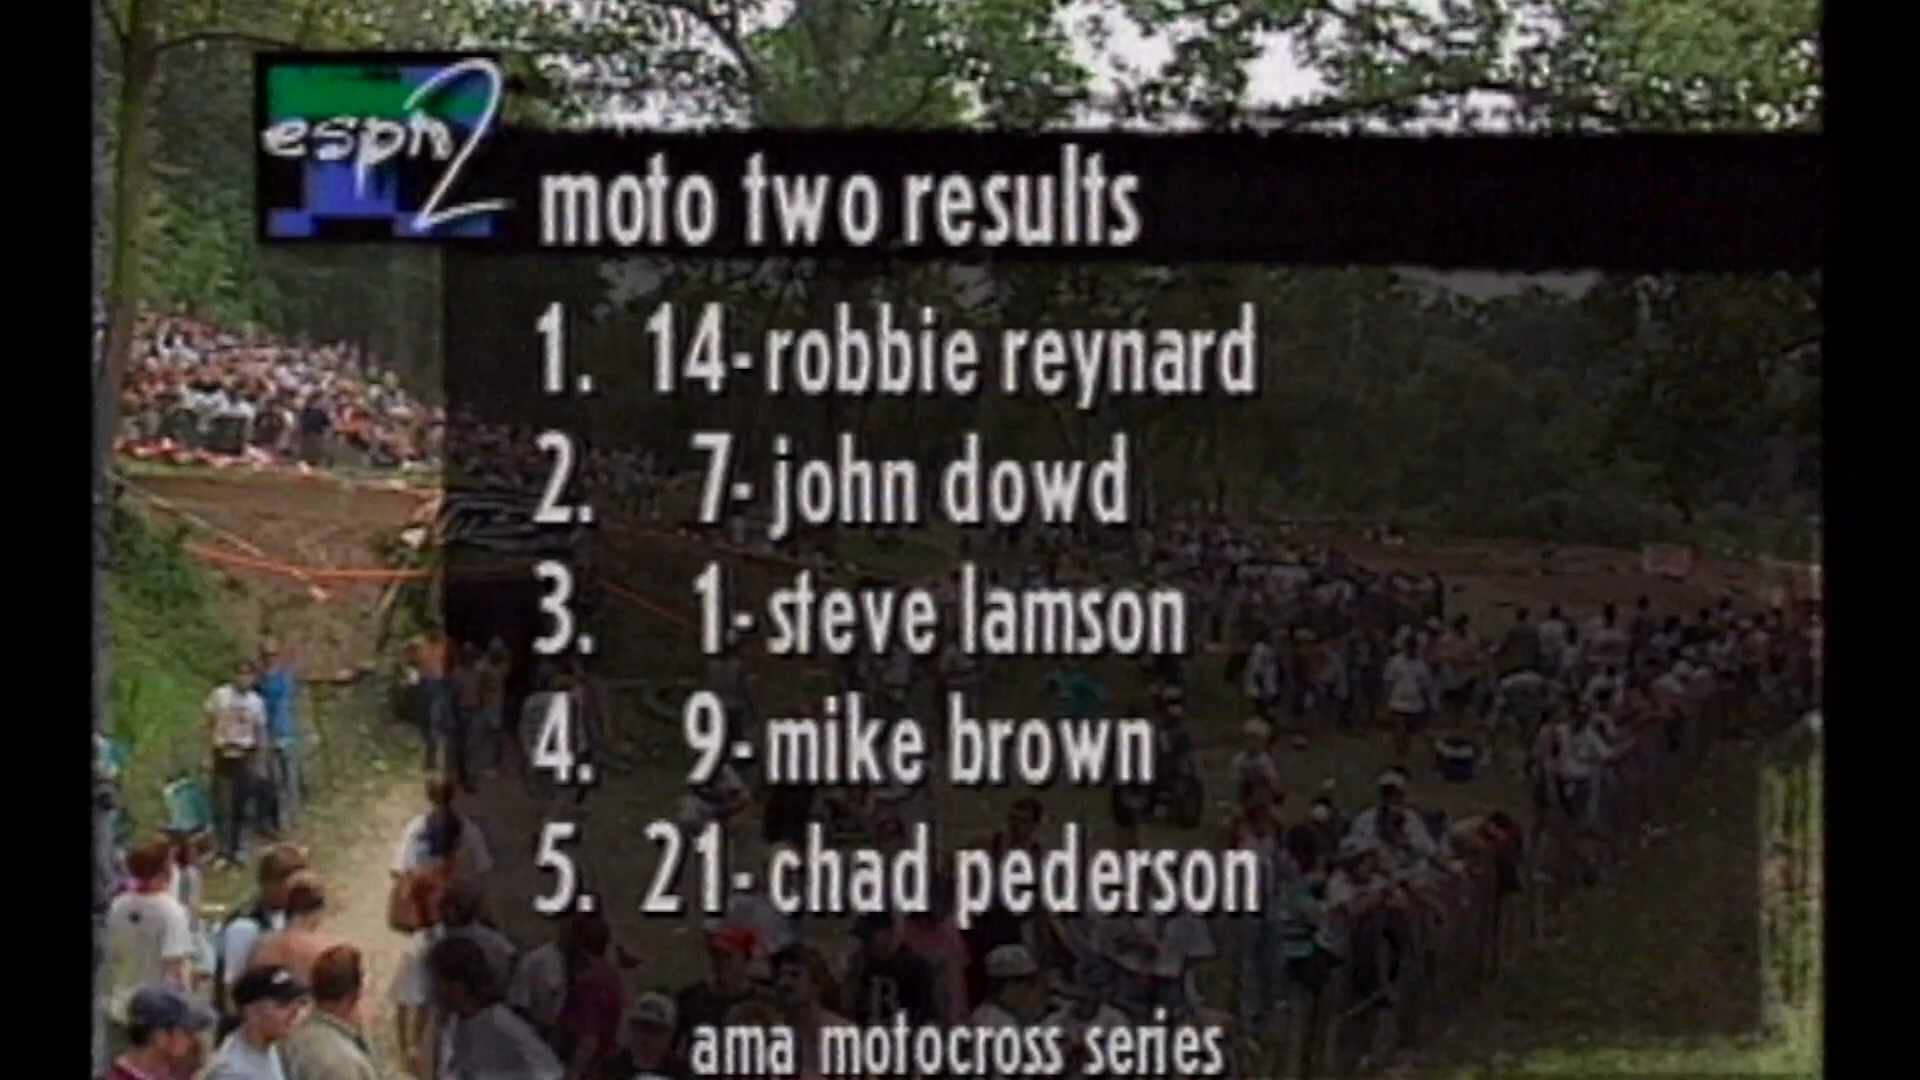 espn2
moto two results
1. 14- robbie reynard
2. 7- john dowd
3. 1- steve lamson
4. 9- mike brown
5. 21- chad pederson
ama motocross series